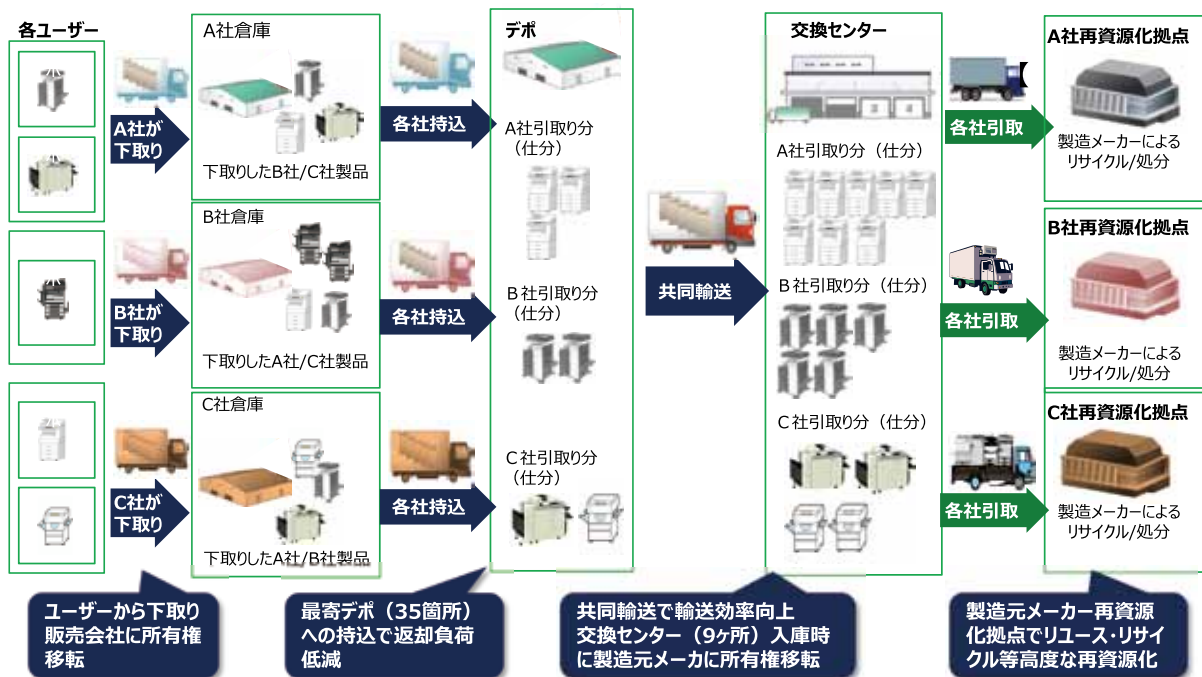 各ユーザー
A社が
下取り
B社が
下取り
C社が
下取り
A社倉庫
下取りしたB社/C社製品
B社倉庫
下取りしたA社/C社製品
C社倉庫
下取りしたA社/B社製品
各社持込
各社持込
各社持込
デポ
A社引取り分
(仕分)
B社引取り分
(仕分)
C社引取り分
(仕分)
共同輸送
交換センター
A社引取り分(仕分)
B社引取り分(仕分)
C社引取り分(仕分)
各社引取
各社引取
各社引取
A社再資源化拠点
製造メーカーによる
リサイクル/処分
B社再資源化拠点
製造メーカーによる
リサイクル/処分
C社再資源化拠点
製造メーカーによる
リサイクル/処分
ユーザーから下取り
販売会社に所有権
移転
最寄デポ(35箇所)
への持込で返却負荷
低減
共同輸送で輸送効率向上
交換センター(9ヶ所)入庫時
に製造元メーカに所有権移転
製造元メーカー再資源
化拠点でリユース・リサイ
クル等高度な再資源化